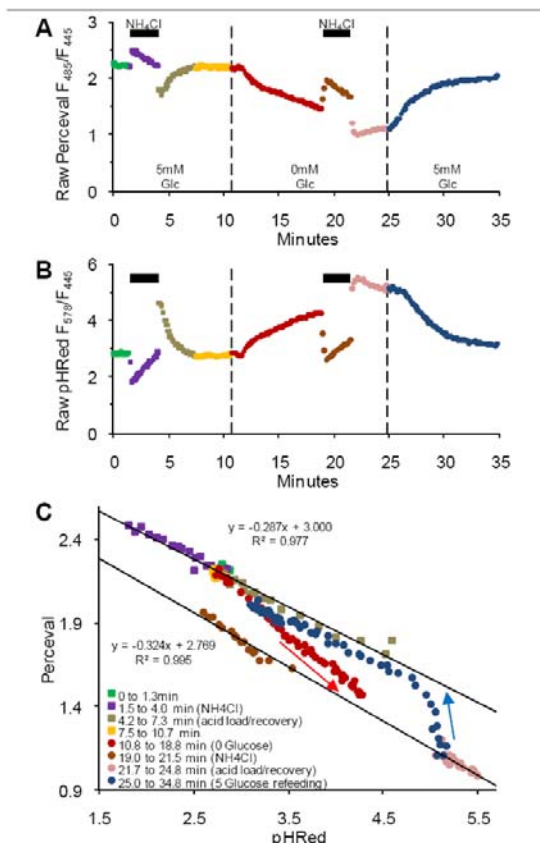 A
NH₄Cl
NH₄Cl
Raw Perceval F₄₈₅/F₄₄₅
3
2
1
0
5mM
Glc
0mM
Glc
5mM
Glc
0 5 10 15 20 25 30 35
Minutes
B
Raw pHRed F₅₇₈/F₄₄₅
6
4
2
0
0 5 10 15 20 25 30 35
Minutes
C
Perceval
2.4
1.9
1.4
0.9
y = -0.287x + 3.000
R² = 0.977
y = -0.324x + 2.769
R² = 0.995
0 to 1.3min
1.5 to 4.0 min (NH4Cl)
4.2 to 7.3 min (acid load/recovery)
7.5 to 10.7 min
10.8 to 18.8 min (0 Glucose)
19.0 to 21.5 min (NH4Cl)
21.7 to 24.8 min (acid load/recovery)
25.0 to 34.8 min (5 Glucose refeeding)
1.5 2.5 3.5 4.5 5.5
pHRed